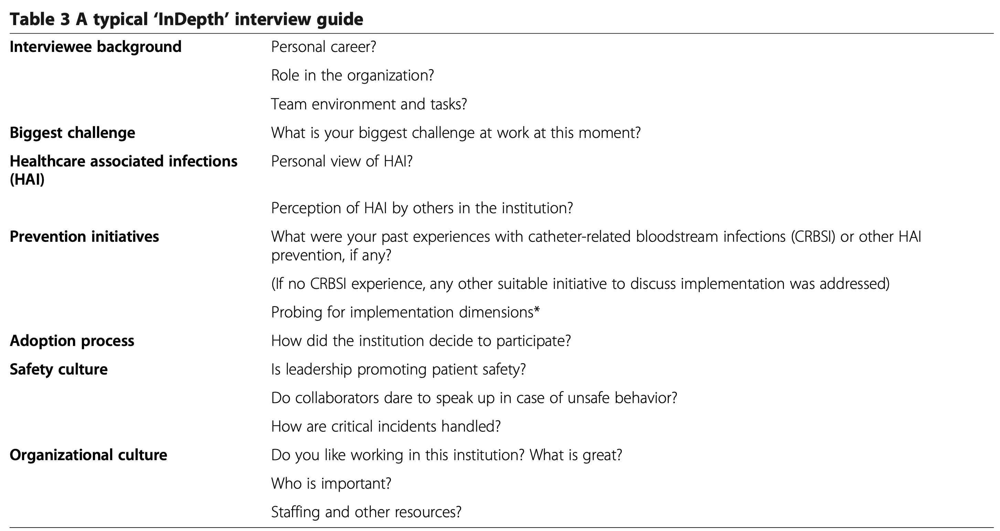 Table 3 A typical ‘InDepth’ interview guide
Interviewee background Personal career?
Role in the organization?
Team environment and tasks?
Biggest challenge What is your biggest challenge at work at this moment?
Healthcare associated infections Personal view of HAI?
(HAI)
Perception of HAI by others in the institution?
Prevention initiatives What were your past experiences with catheter-related bloodstream infections (CRBSI) or other HAI
prevention, if any?
(If no CRBSI experience, any other suitable initiative to discuss implementation was addressed)
Probing for implementation dimensions*
Adoption process How did the institution decide to participate?
Safety culture Is leadership promoting patient safety?
Do collaborators dare to speak up in case of unsafe behavior?
How are critical incidents handled?
Organizational culture Do you like working in this institution? What is great?
Who is important?
Staffing and other resources?